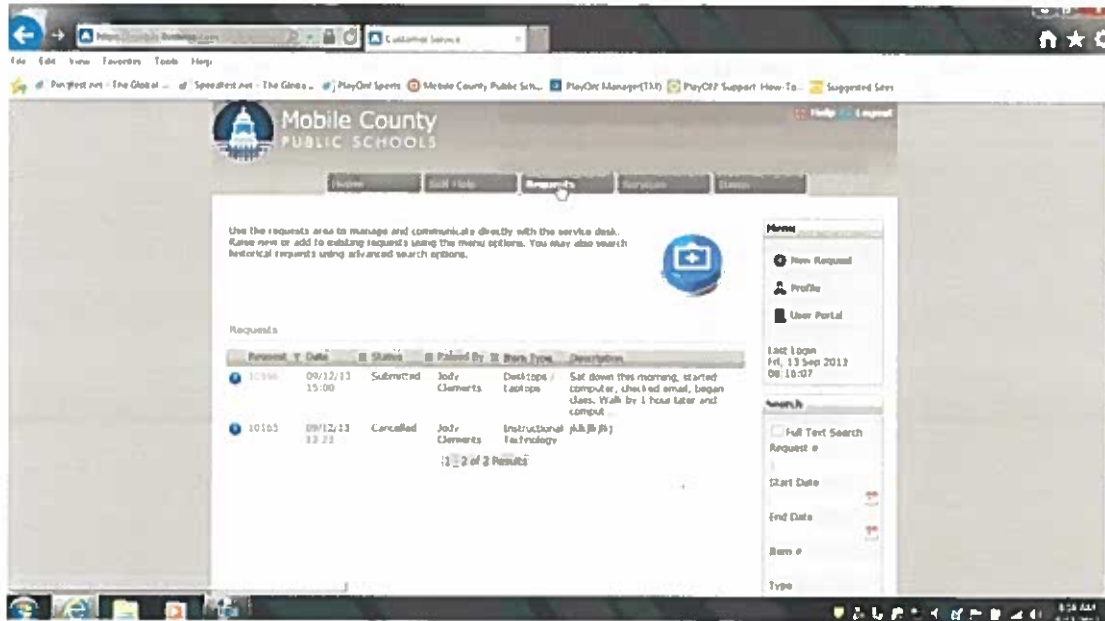 Customer Service
File Edit View Favorites Tools Help
Mobile County Public Sch...
PlayOn! Sports
PlayOn! Manager(TM)
Suggested Sites
Mobile County
PUBLIC SCHOOLS
Help Logout
Home Self Help Requests Services
Use the requests area to manage and communicate directly with the service desk.
Raise new or add to existing requests using the menu options. You may also search
historical requests using advanced search options.
Menu
New Request
Profile
User Portal
Last Login
Fri, 13 Sep 2013
08:16:07
Requests
Request Date Status Raised By Item Type Description
09/12/13 Submitted Jody Desktops / Sat down this morning, started
15:00 Clements Laptops computer, checked email, began
class. Walk by 1 hour later and
comput
10165 09/12/13 Cancelled Jody Instructional
Clements Technology
1 - 2 of 2 Results
Search
Full Text Search
Request #
Start Date
End Date
Item #
Type